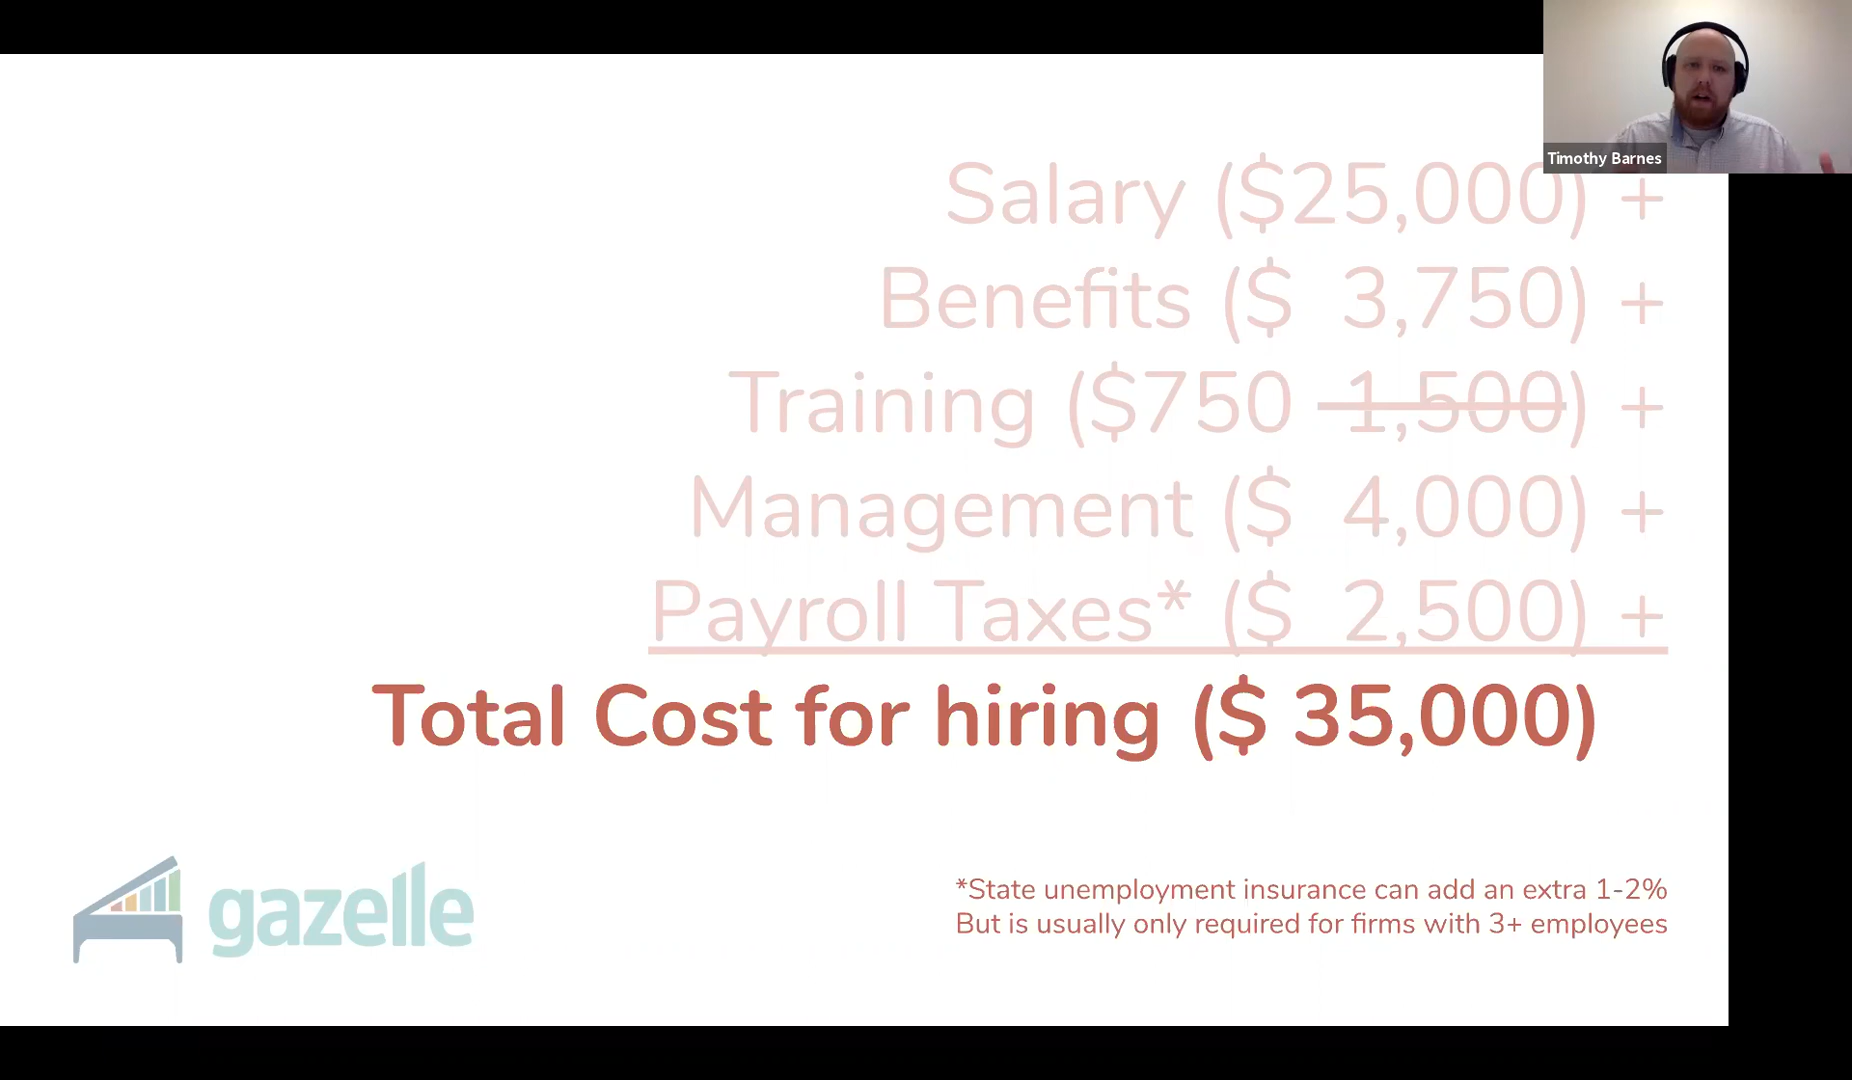 Timothy Barnes
Salary ($25,000) +
Benefits ($ 3,750) +
Training ($750 1,500) +
Management ($ 4,000) +
Payroll Taxes* ($ 2,500) +
Total Cost for hiring ($ 35,000)
gazelle
*State unemployment insurance can add an extra 1-2%
But is usually only required for firms with 3+ employees